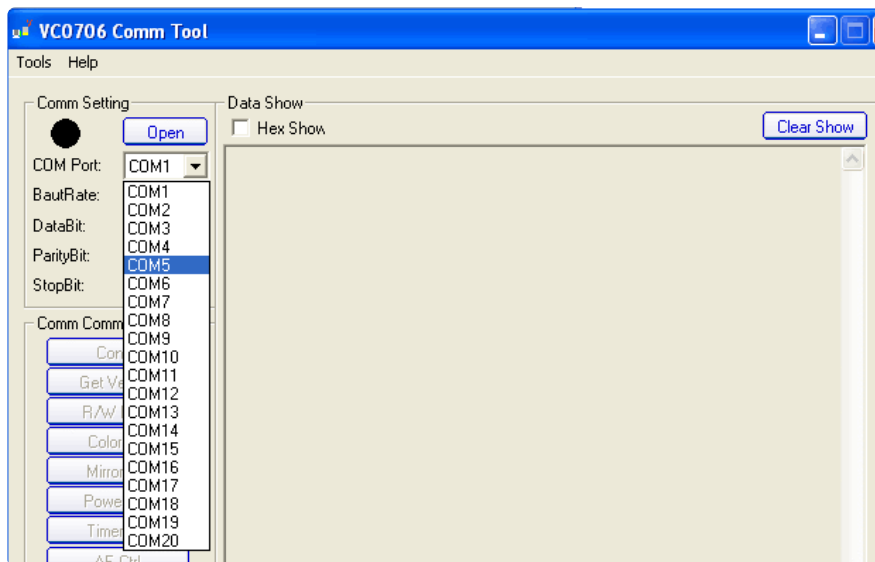 VC0706 Comm Tool
Tools Help
Comm Setting
Open
COM Port:
COM1
BautRate:
DataBit:
ParityBit:
StopBit:
COM1
COM2
COM3
COM4
COM5
COM6
COM7
COM8
COM9
COM10
COM11
COM12
COM13
COM14
COM15
COM16
COM17
COM18
COM19
COM20
Comm Comm
Get Ve
R/W
Color
Mirror
Powe
Timer
Data Show
Hex Show
Clear Show